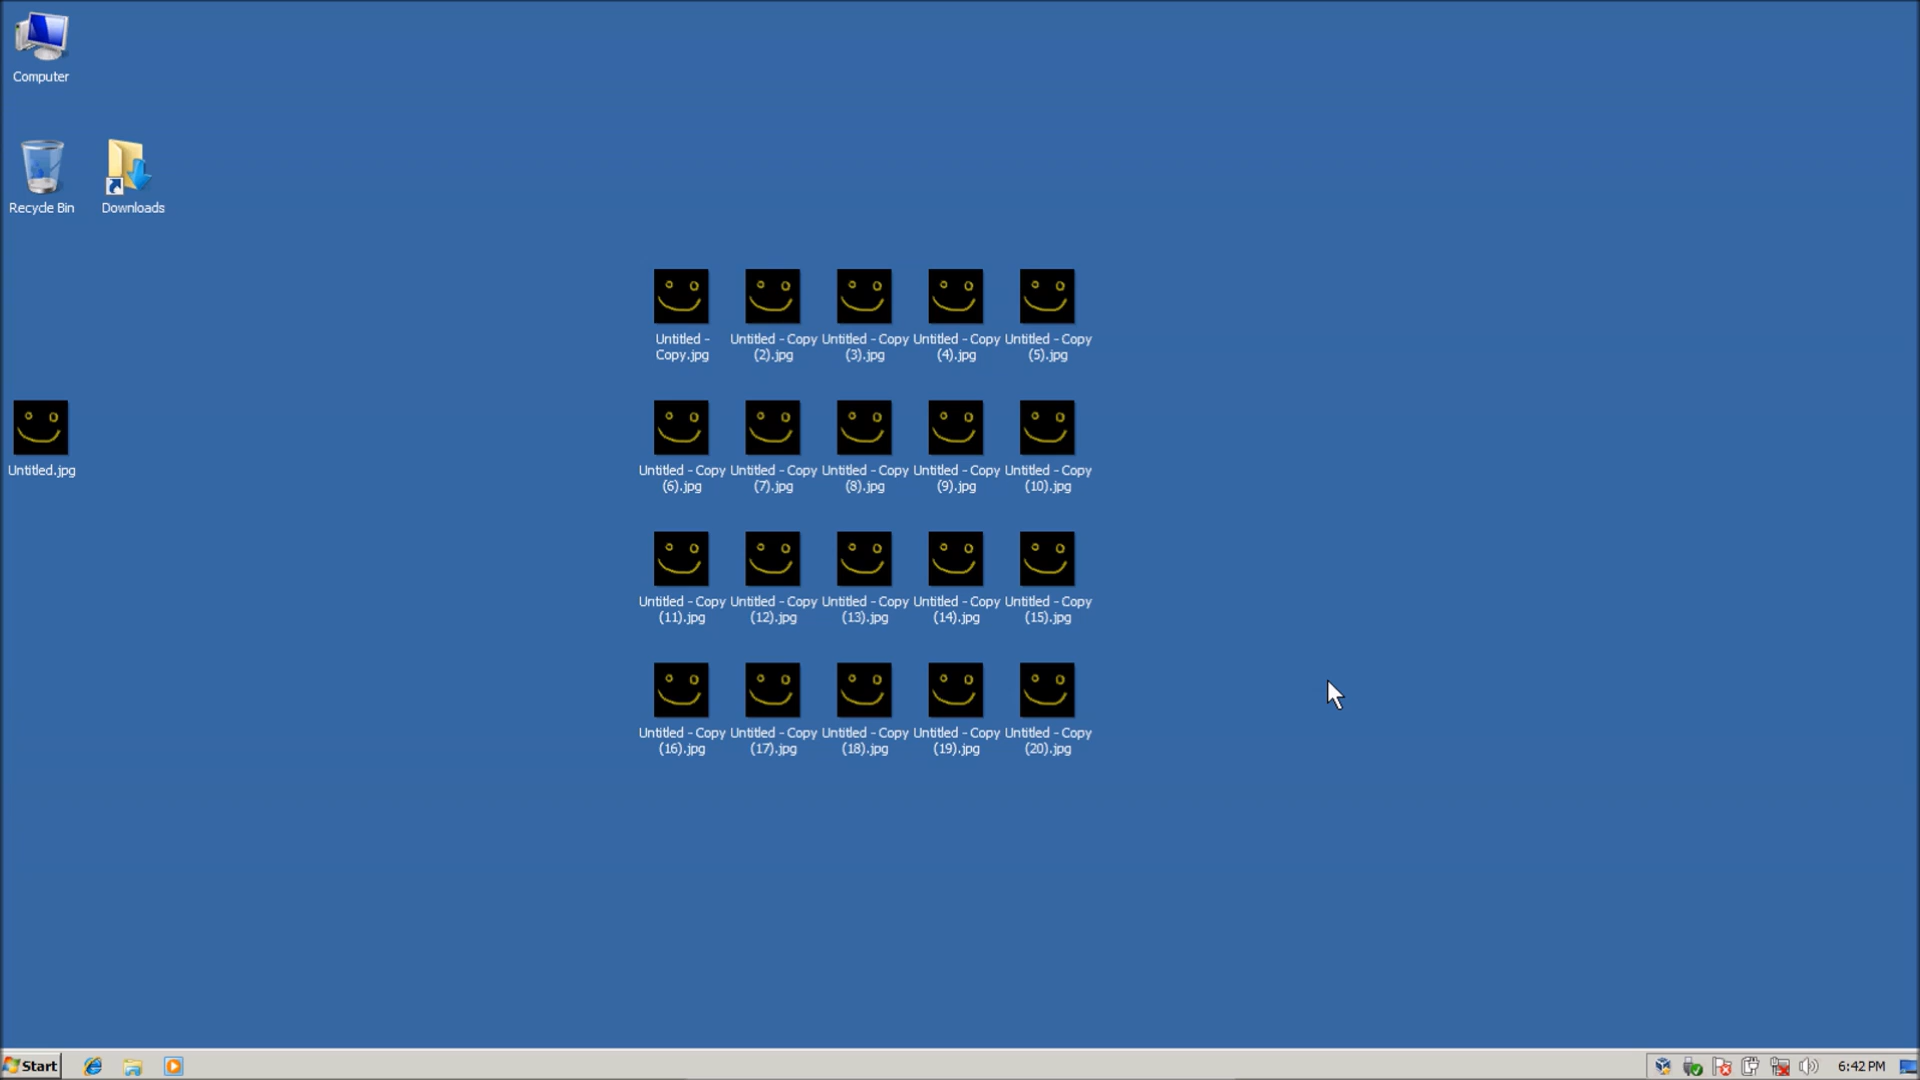 Computer
Recycle Bin
Downloads
Untitled -
Copy.jpg
Untitled - Copy
(2).jpg
Untitled - Copy
(3).jpg
Untitled - Copy
(4).jpg
Untitled - Copy
(5).jpg
Untitled.jpg
Untitled - Copy
(6).jpg
Untitled - Copy
(7).jpg
Untitled - Copy
(8).jpg
Untitled - Copy
(9).jpg
Untitled - Copy
(10).jpg
Untitled - Copy
(11).jpg
Untitled - Copy
(12).jpg
Untitled - Copy
(13).jpg
Untitled - Copy
(14).jpg
Untitled - Copy
(15).jpg
Untitled - Copy
(16).jpg
Untitled - Copy
(17).jpg
Untitled - Copy
(18).jpg
Untitled - Copy
(19).jpg
Untitled - Copy
(20).jpg
Start
6:42 PM